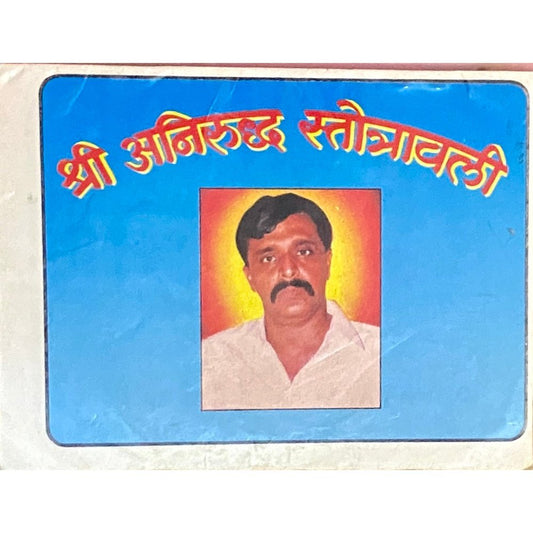 श्री अनिरुद्ध स्तोत्रावली